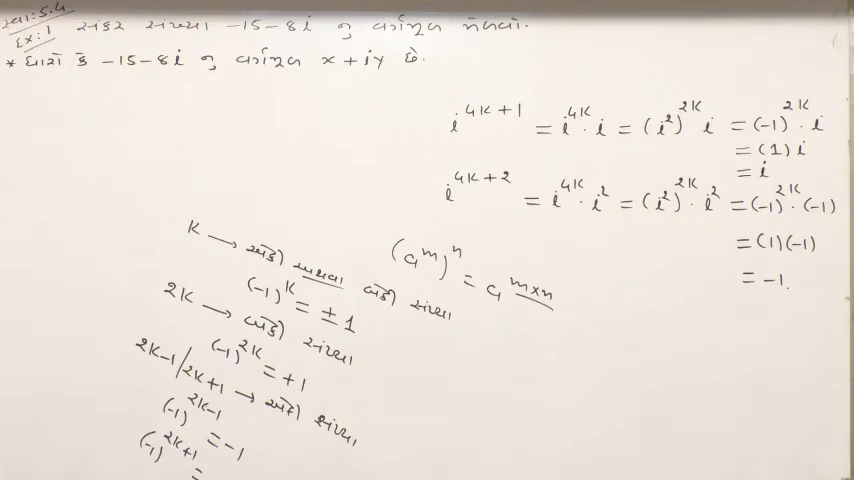 સ્વા:5.4
Ex:1 સંકર સંખ્યા -15-8i નું વર્ગમૂળ મેળવો.
* ધારો કે -15-8i નું વર્ગમૂળ x+iy છે.
i^{4K+1} = i^{4K}·i = (i²)^{2K} i = (-1)^{2K}·i
= (1)i
= i
i^{4K+2} = i^{4K}·i² = (i²)^{2K}·i² = (-1)^{2K}·(-1)
= (1)(-1)
= -1.
(a^m)^n = a^{m×n}
K → એકી અથવા બેકી સંખ્યા
(-1)^K = ±1
2K → બેકી સંખ્યા
(-1)^{2K} = +1
2K-1/2K+1 → એકી સંખ્યા
(-1)^{2K-1} = -1
(-1)^{2K+1} =